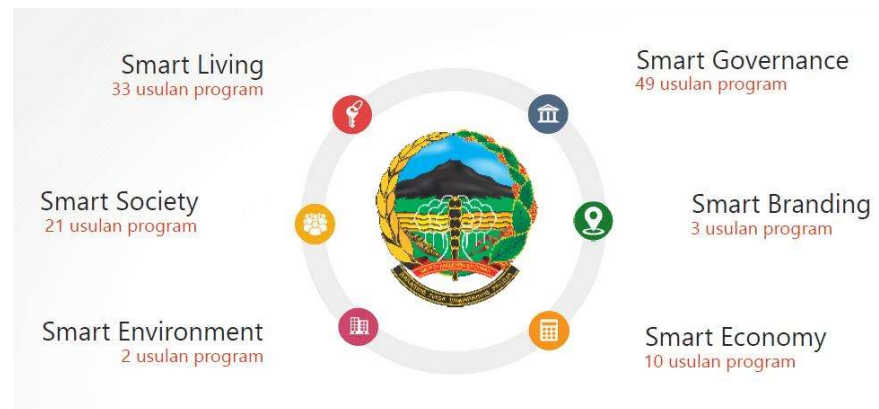 Smart Living
33 usulan program
Smart Governance
49 usulan program
Smart Society
21 usulan program
Smart Branding
3 usulan program
Smart Environment
2 usulan program
Smart Economy
10 usulan program